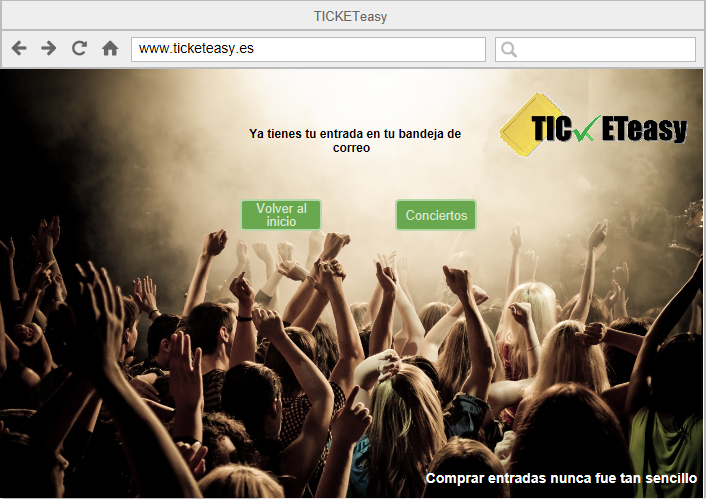 TICKETeasy
www.ticketeasy.es
TICKETeasy
Ya tienes tu entrada en tu bandeja de
correo
Volver al
inicio
Conciertos
Comprar entradas nunca fue tan sencillo